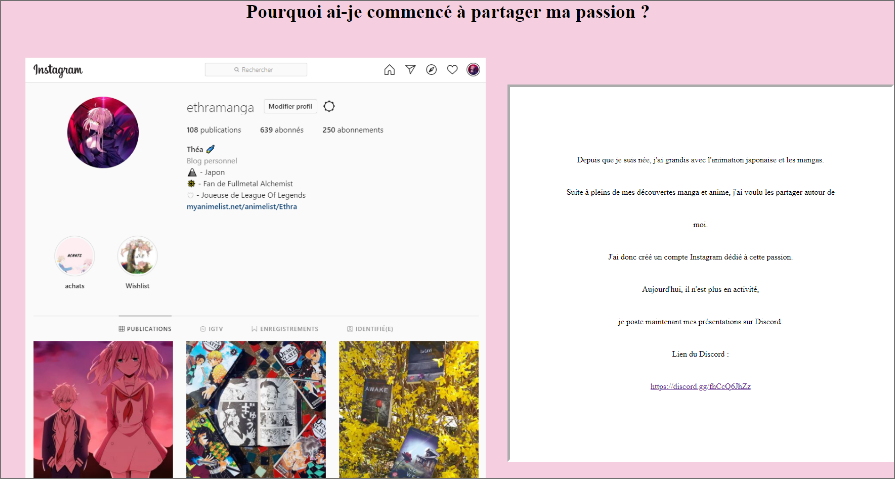 Pourquoi ai-je commencé à partager ma passion ?
Instagram
Rechercher
ethramanga
Modifier profil
108 publications 639 abonnés 250 abonnements
Théa
Blog personnel
- Japon
- Fan de Fullmetal Alchemist
- Joueuse de League Of Legends
myanimelist.net/animelist/Ethra
achats
Wishlist
PUBLICATIONS IGTV ENREGISTREMENTS IDENTIFIÉ(E)
AWAKE
Depuis que je suis née, j'ai grandis avec l'animation japonaise et les mangas.
Suite à pleins de mes découvertes manga et anime, j'ai voulu les partager autour de
moi.
J'ai donc créé un compte Instagram dédié à cette passion.
Aujourd'hui, il n'est plus en activité,
je poste maintenant mes présentations sur Discord.
Lien du Discord :
https://discord.gg/fhCcQ6JhZz